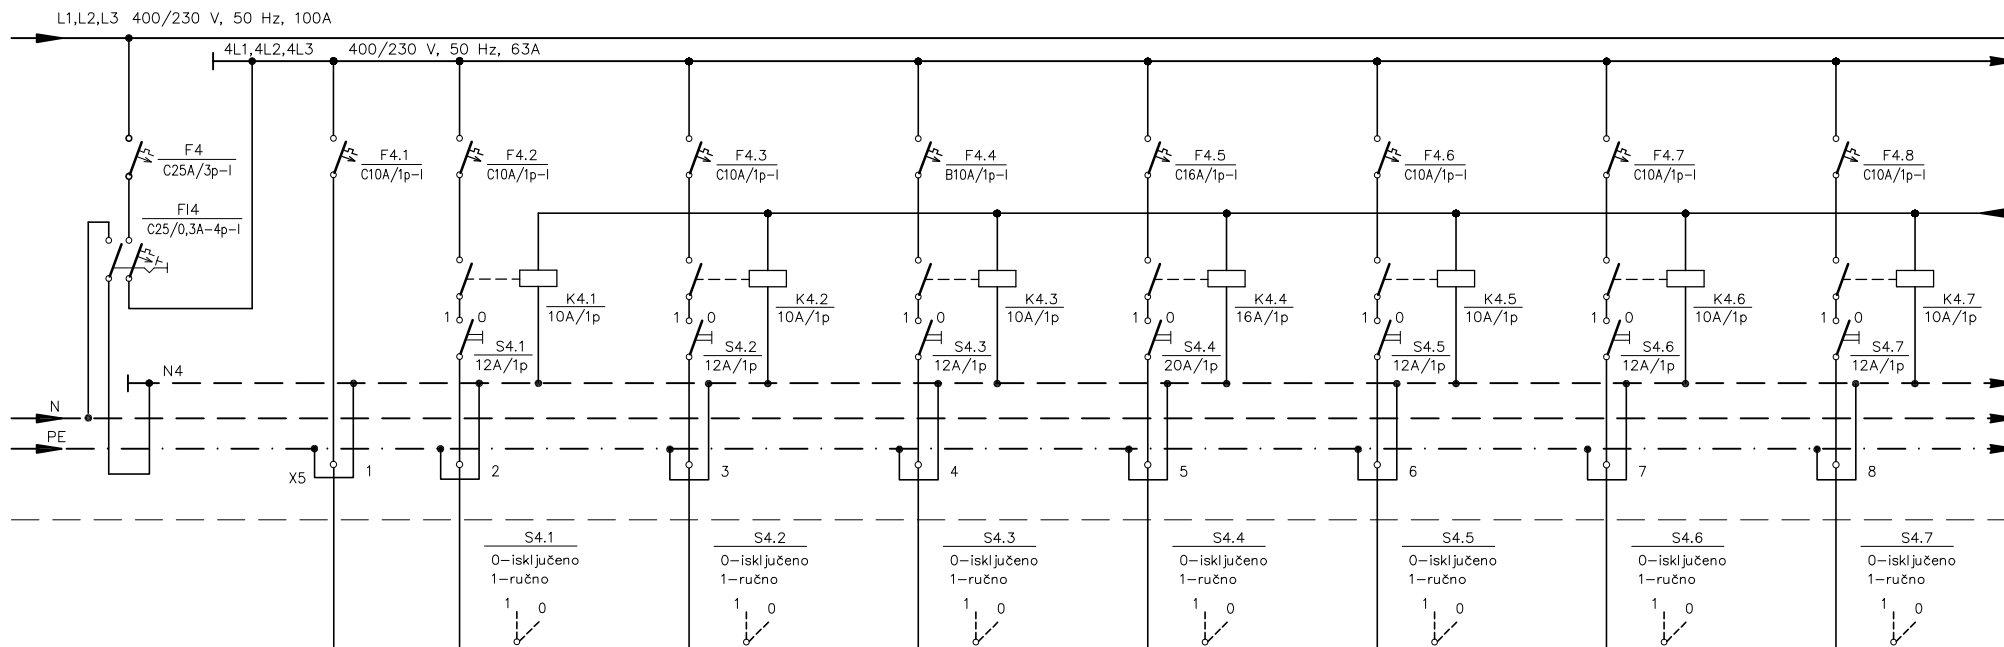 L1,L2,L3 400/230 V, 50 Hz, 100A
4L1,4L2,4L3 400/230 V, 50 Hz, 63A
F4
C25A/3p-I
F4.1
C10A/1p-I
F4.2
C10A/1p-I
F4.3
C10A/1p-I
F4.4
B10A/1p-I
F4.5
C16A/1p-I
F4.6
C10A/1p-I
F4.7
C10A/1p-I
F4.8
C10A/1p-I
FI4
C25/0,3A-4p-I
K4.1
10A/1p
K4.2
10A/1p
K4.3
10A/1p
K4.4
16A/1p
K4.5
10A/1p
K4.6
10A/1p
K4.7
10A/1p
1 0
1 0
1 0
1 0
1 0
1 0
1 0
S4.1
12A/1p
S4.2
12A/1p
S4.3
12A/1p
S4.4
20A/1p
S4.5
12A/1p
S4.6
12A/1p
S4.7
12A/1p
N4
N
PE
X5
1
2
3
4
5
6
7
8
S4.1
0-isključeno
1-ručno
1 0
S4.2
0-isključeno
1-ručno
1 0
S4.3
0-isključeno
1-ručno
1 0
S4.4
0-isključeno
1-ručno
1 0
S4.5
0-isključeno
1-ručno
1 0
S4.6
0-isključeno
1-ručno
1 0
S4.7
0-isključeno
1-ručno
1 0